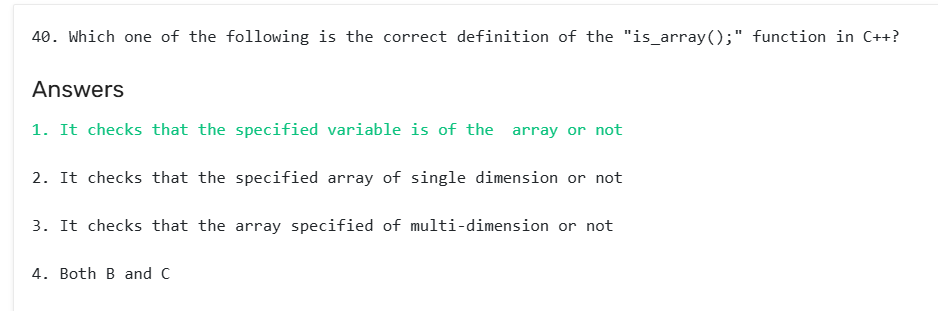 40. Which one of the following is the correct definition of the "is_array();" function in C++?
Answers
1. It checks that the specified variable is of the  array or not
2. It checks that the specified array of single dimension or not
3. It checks that the array specified of multi-dimension or not
4. Both B and C